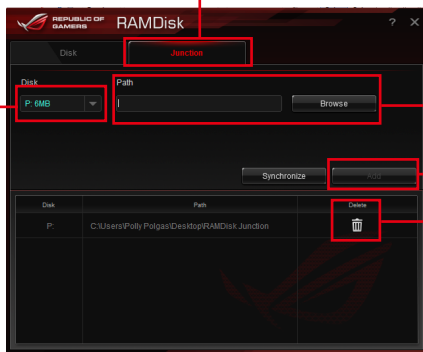 REPUBLIC OF
GAMERS
RAMDisk
? ×
Disk
Junction
Disk
Path
P: 6MB
Browse
Synchronize
Add
Disk
Path
Delete
P:
C:\Users\Polly Polgas\Desktop\RAMDisk Junction